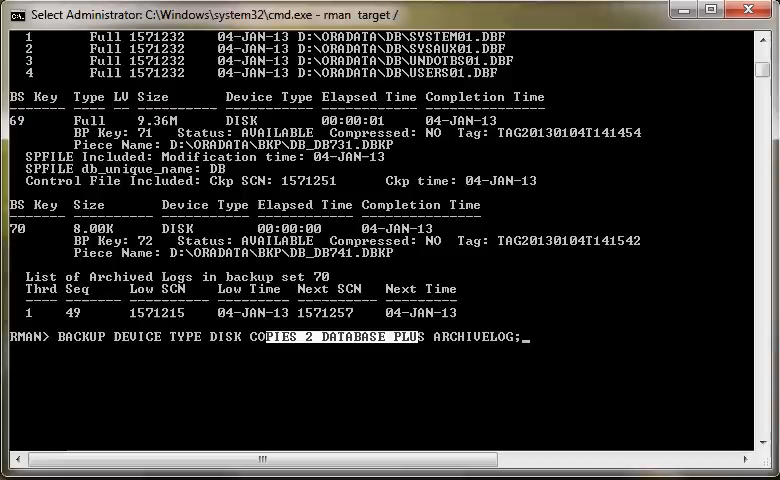 Select Administrator: C:\Windows\system32\cmd.exe - rman target /
1 Full 1571232 04-JAN-13 D:\ORADATA\DB\SYSTEM01.DBF
2 Full 1571232 04-JAN-13 D:\ORADATA\DB\SYSAUX01.DBF
3 Full 1571232 04-JAN-13 D:\ORADATA\DB\UNDOTBS01.DBF
4 Full 1571232 04-JAN-13 D:\ORADATA\DB\USERS01.DBF
BS Key Type LV Size Device Type Elapsed Time Completion Time
------- ---- -- ---------- ----------- ------------ ---------------
69 Full 9.36M DISK 00:00:01 04-JAN-13
BP Key: 71 Status: AVAILABLE Compressed: NO Tag: TAG20130104T141454
Piece Name: D:\ORADATA\BKP\DB_DB731.DBKP
SPFILE Included: Modification time: 04-JAN-13
SPFILE db_unique_name: DB
Control File Included: Ckp SCN: 1571251 Ckp time: 04-JAN-13
BS Key Size Device Type Elapsed Time Completion Time
------- ---------- ----------- ------------ ---------------
70 8.00K DISK 00:00:00 04-JAN-13
BP Key: 72 Status: AVAILABLE Compressed: NO Tag: TAG20130104T141542
Piece Name: D:\ORADATA\BKP\DB_DB741.DBKP
List of Archived Logs in backup set 70
Thrd Seq Low SCN Low Time Next SCN Next Time
---- ------- ---------- --------- ---------- ---------
1 49 1571215 04-JAN-13 1571257 04-JAN-13
RMAN> BACKUP DEVICE TYPE DISK COPIES 2 DATABASE PLUS ARCHIVELOG;_